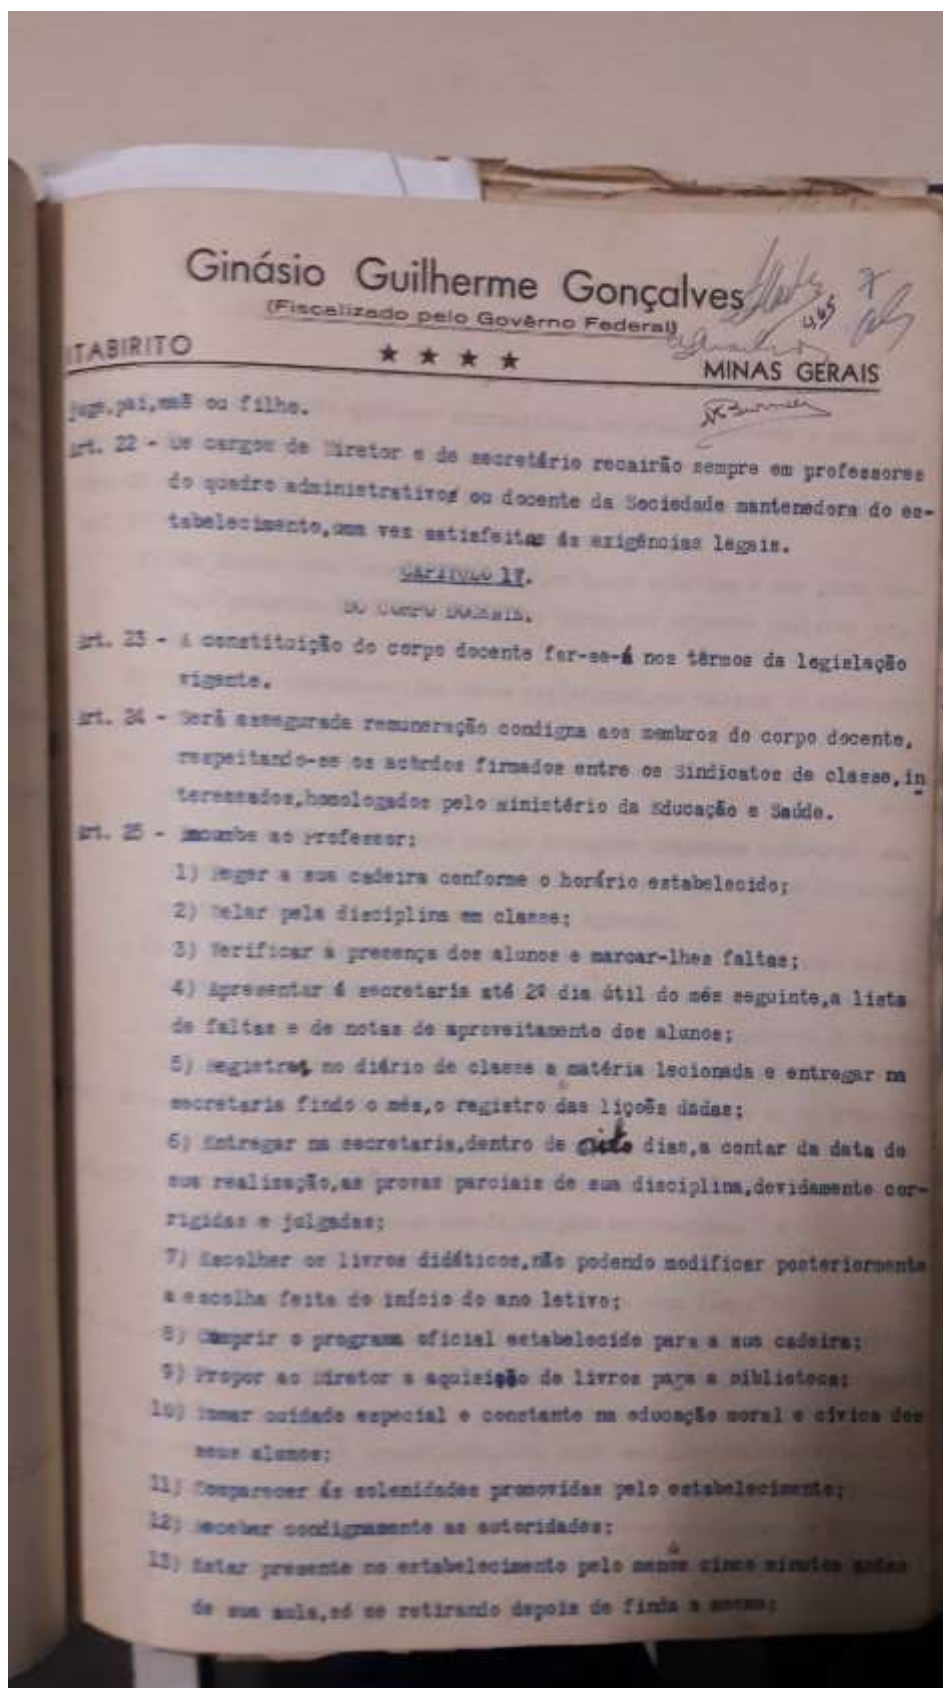 Ginásio Guilherme Gonçalves
(Fiscalizado pelo Govêrno Federal)
ITABIRITO ★ ★ ★ ★ MINAS GERAIS
juge,pai,maẽ ou filho.
Art. 22 - Os cargos de Diretor e de secretário recairão sempre em professores
do quadro administrativo ou docente da Sociedade mantenedora do es-
tabelecimento,uma vez satisfeitas ás exigências legais.
CAPITULO IV.
DO CORPO DOCENTE.
Art. 23 - A constituição do corpo docente far-se-á nos têrmos da legislação
vigente.
Art. 24 - Será assegurada remuneração condigna aos membros do corpo docente,
respeitando-se os acôrdos firmados entre os Sindicatos de classe,in
teressados,homologados pelo Ministério da Educação e Saúde.
Art. 25 - Incumbe ao Professor:
1) Reger a sua cadeira conforme o horário estabelecido;
2) Zelar pela disciplina em classe;
3) Verificar a presença dos alunos e marcar-lhes faltas;
4) Apresentar á secretaria até 2º dia útil do mês seguinte,a lista
de faltas e de notas de aproveitamento dos alunos;
5) Registrar no diário de classe a matéria lecionada e entregar na
secretaria findo o mês,o registro das liçoẽs dadas;
6) Entregar na secretaria,dentro de oito dias,a contar da data de
sua realização,as provas parciais de sua disciplina,devidamente cor-
rigidas e julgadas;
7) Escolher os livros didáticos,não podendo modificar posteriormente
a escolha feita do início do ano letivo;
8) Cumprir o programa oficial estabelecido para a sua cadeira;
9) Propor ao Diretor a aquisição de livros para a biblioteca;
10) Tomar cuidado especial e constante na educação moral e cívica dos
seus alunos;
11) Comparecer ás solenidades promovidas pelo estabelecimento;
12) Receber condignamente as autoridades;
13) Estar presente no estabelecimento pelo menos cinco minutos antes
de sua aula,só se retirando depois de finda a mesma;